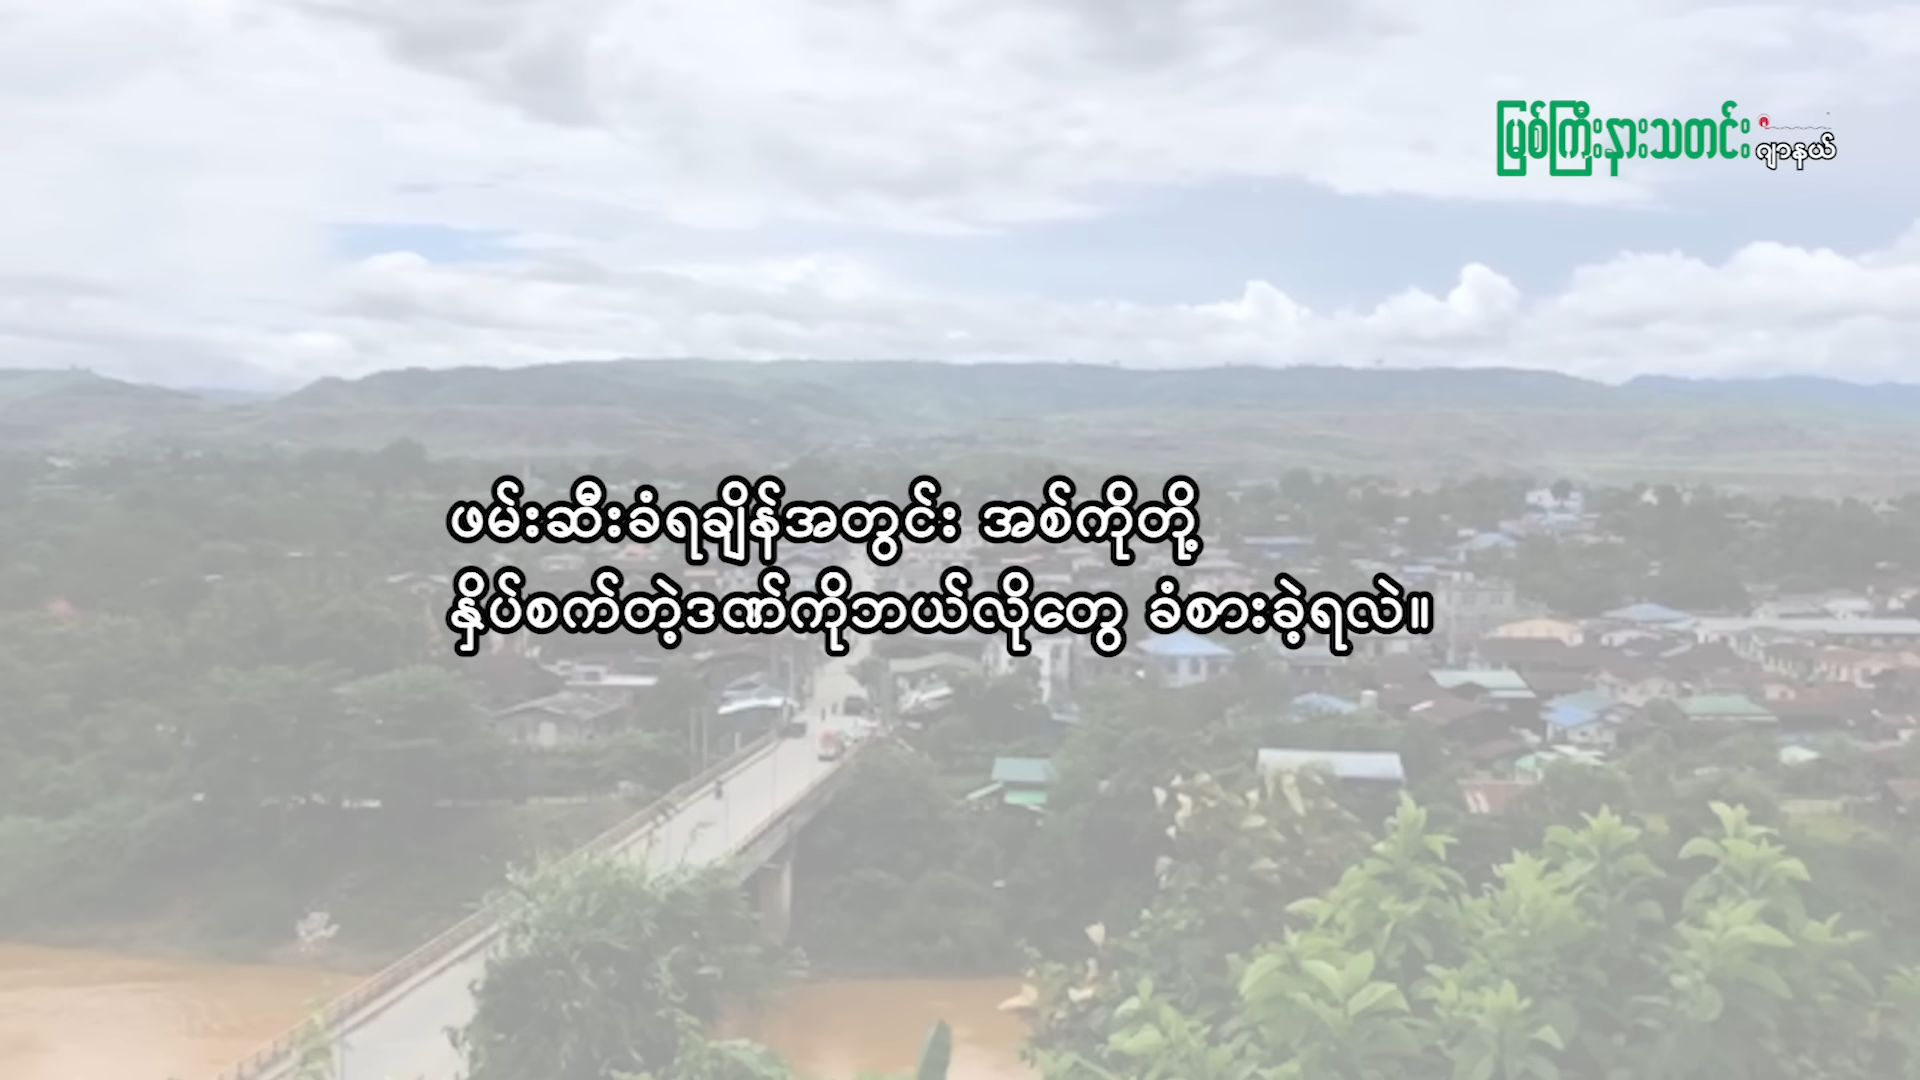 မြစ်ကြီးနားသတင်း
ဂျာနယ်
ဖမ်းဆီးခံရချိန်အတွင်း အစ်ကိုတို့
နှိပ်စက်တဲ့ဒဏ်ကိုဘယ်လိုတွေ ခံစားခဲ့ရလဲ။